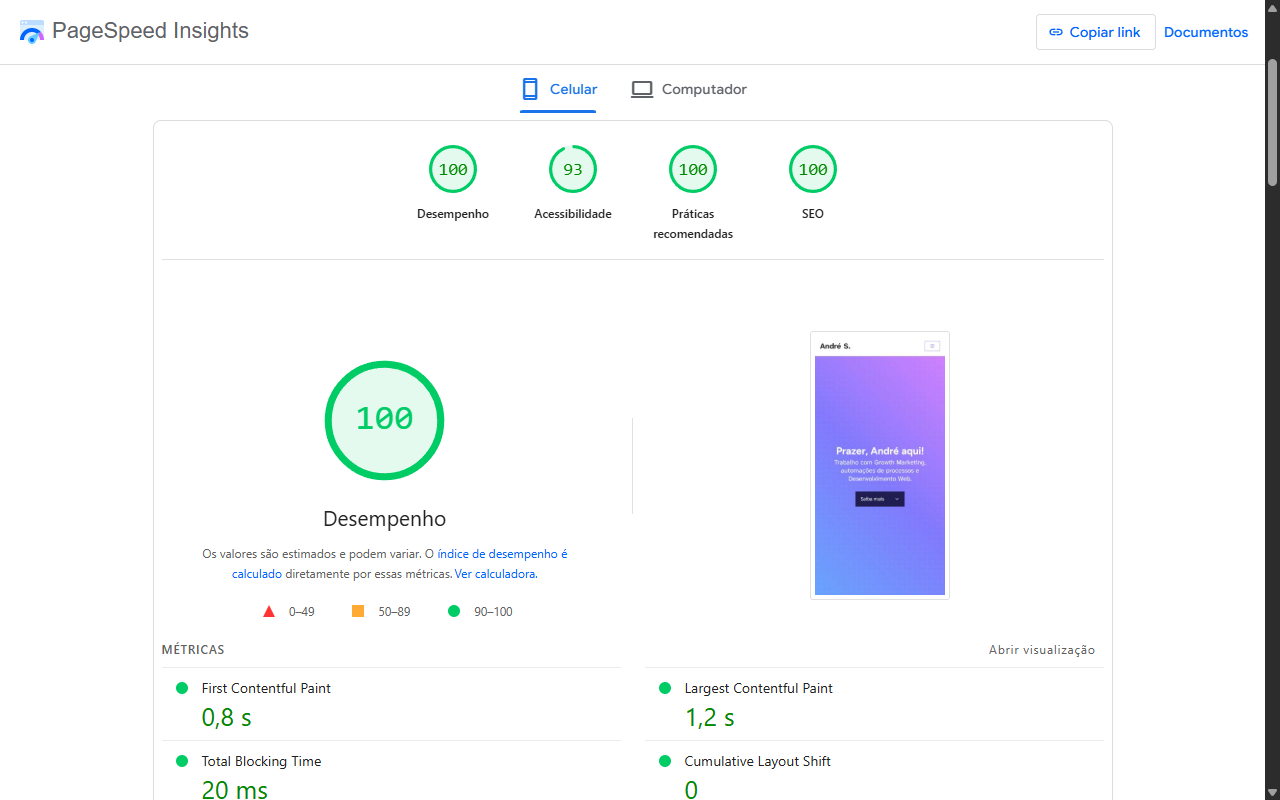 PageSpeed Insights
Copiar link
Documentos
Celular
Computador
100
93
100
100
Desempenho
Acessibilidade
Práticas
recomendadas
SEO
100
Desempenho
Os valores são estimados e podem variar. O índice de desempenho é
calculado diretamente por essas métricas. Ver calculadora.
0–49
50–89
90–100
André S.
Prazer, André aqui!
Trabalho com Growth Marketing,
automações de processos e
Desenvolvimento Web.
Saiba mais
MÉTRICAS
Abrir visualização
First Contentful Paint
0,8 s
Largest Contentful Paint
1,2 s
Total Blocking Time
20 ms
Cumulative Layout Shift
0